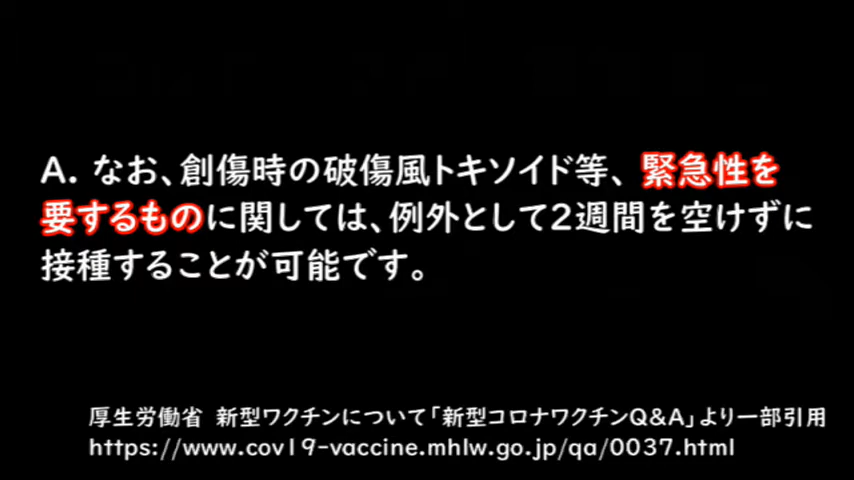 A. なお、創傷時の破傷風トキソイド等、緊急性を
要するものに関しては、例外として2週間を空けずに
接種することが可能です。
厚生労働省 新型ワクチンについて「新型コロナワクチンQ&A」より一部引用
https://www.cov19-vaccine.mhlw.go.jp/qa/0037.html